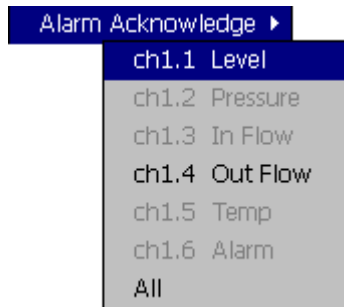 Alarm Acknowledge
ch1.1 Level
ch1.2 Pressure
ch1.3 In Flow
ch1.4 Out Flow
ch1.5 Temp
ch1.6 Alarm
All